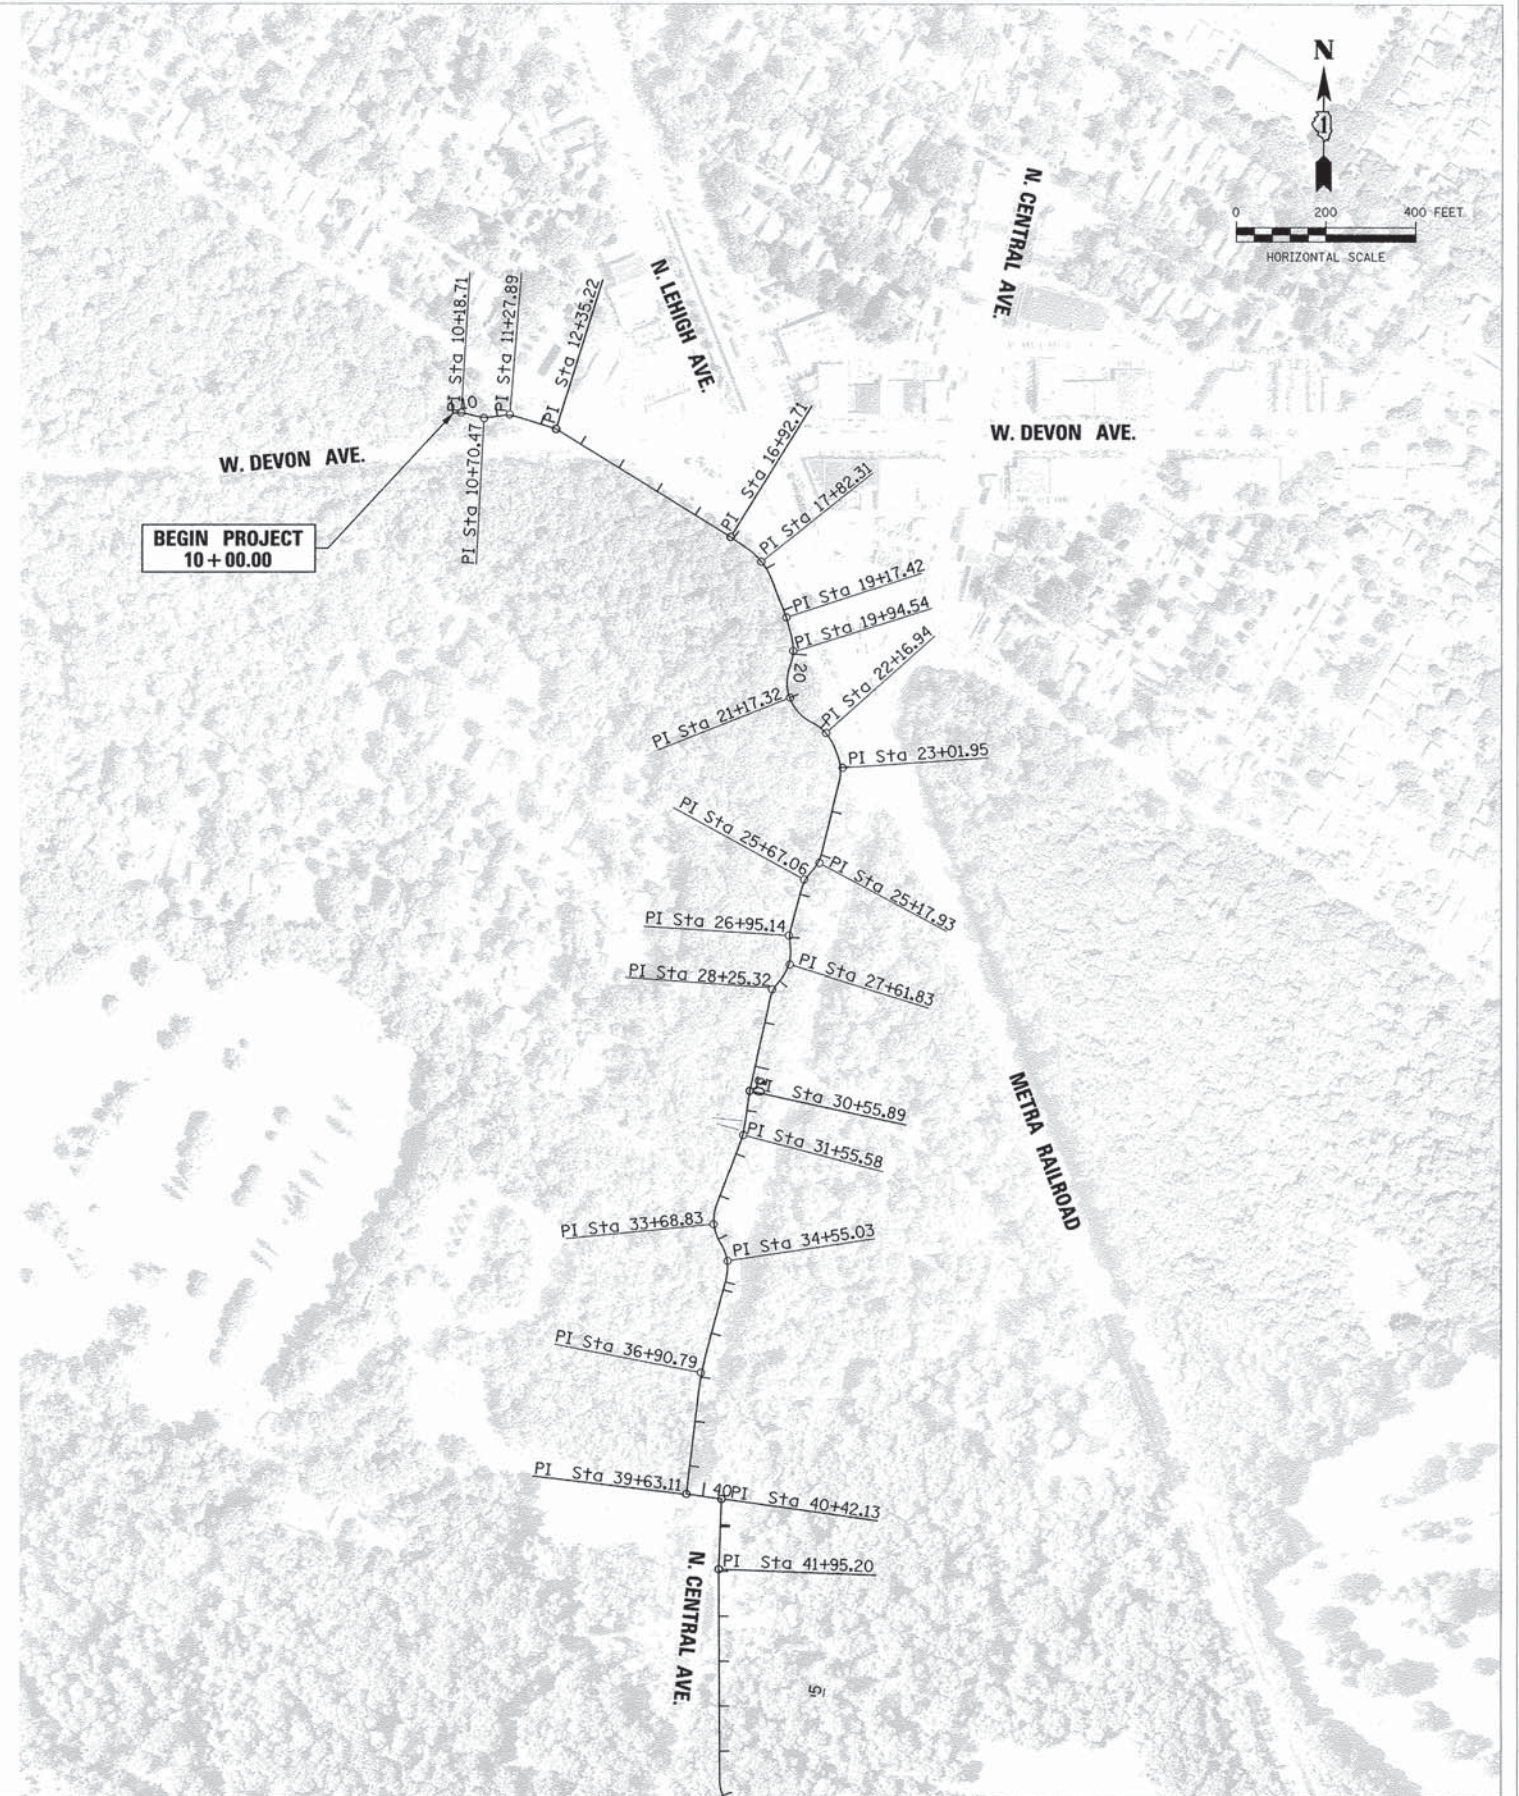 N
1
0 200 400 FEET
HORIZONTAL SCALE
N. CENTRAL AVE.
N. LEHIGH AVE.
PI Sta 10+18.71
PI Sta 11+27.89
PI Sta 12+35.22
10
PI Sta 10+70.47
W. DEVON AVE.
W. DEVON AVE.
BEGIN PROJECT
10+00.00
PI Sta 16+92.71
PI Sta 17+82.31
PI Sta 19+17.42
PI Sta 19+94.54
20
PI Sta 21+17.32
PI Sta 22+16.94
PI Sta 23+01.95
PI Sta 25+67.06
PI Sta 25+17.93
PI Sta 26+95.14
PI Sta 27+61.83
PI Sta 28+25.32
PI Sta 30+55.89
PI Sta 31+55.58
METRA RAILROAD
PI Sta 33+68.83
PI Sta 34+55.03
PI Sta 36+90.79
PI Sta 39+63.11
40
PI Sta 40+42.13
PI Sta 41+95.20
N. CENTRAL AVE.